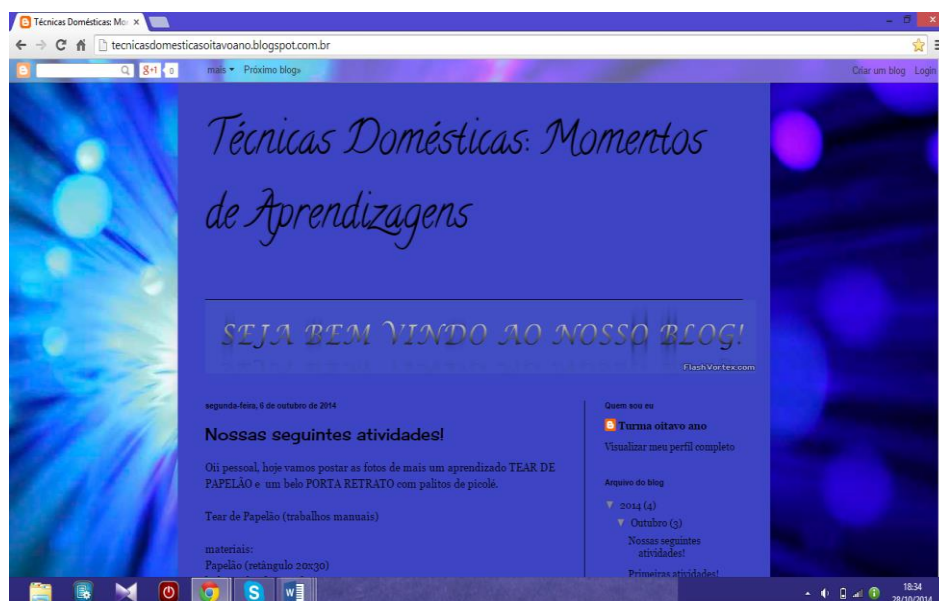 Técnicas Domésticas: Mor
tecnicasdomesticasoitavoano.blogspot.com.br
g+1 0 mais Próximo blog» Criar um blog Login
Técnicas Domésticas: Momentos
de Aprendizagens
SEJA BEM VINDO AO NOSSO BLOG!
FlashVortex.com
segunda-feira, 6 de outubro de 2014
Nossas seguintes atividades!
Oii pessoal, hoje vamos postar as fotos de mais um aprendizado TEAR DE
PAPELÃO e um belo PORTA RETRATO com palitos de picolé.
Tear de Papelão (trabalhos manuais)
materiais:
Papelão (retângulo 20x30)
Quem sou eu
Turma oitavo ano
Visualizar meu perfil completo
Arquivo do blog
▼ 2014 (4)
▼ Outubro (3)
Nossas seguintes
atividades!
Primeiras atividades!
18:34
28/10/2014